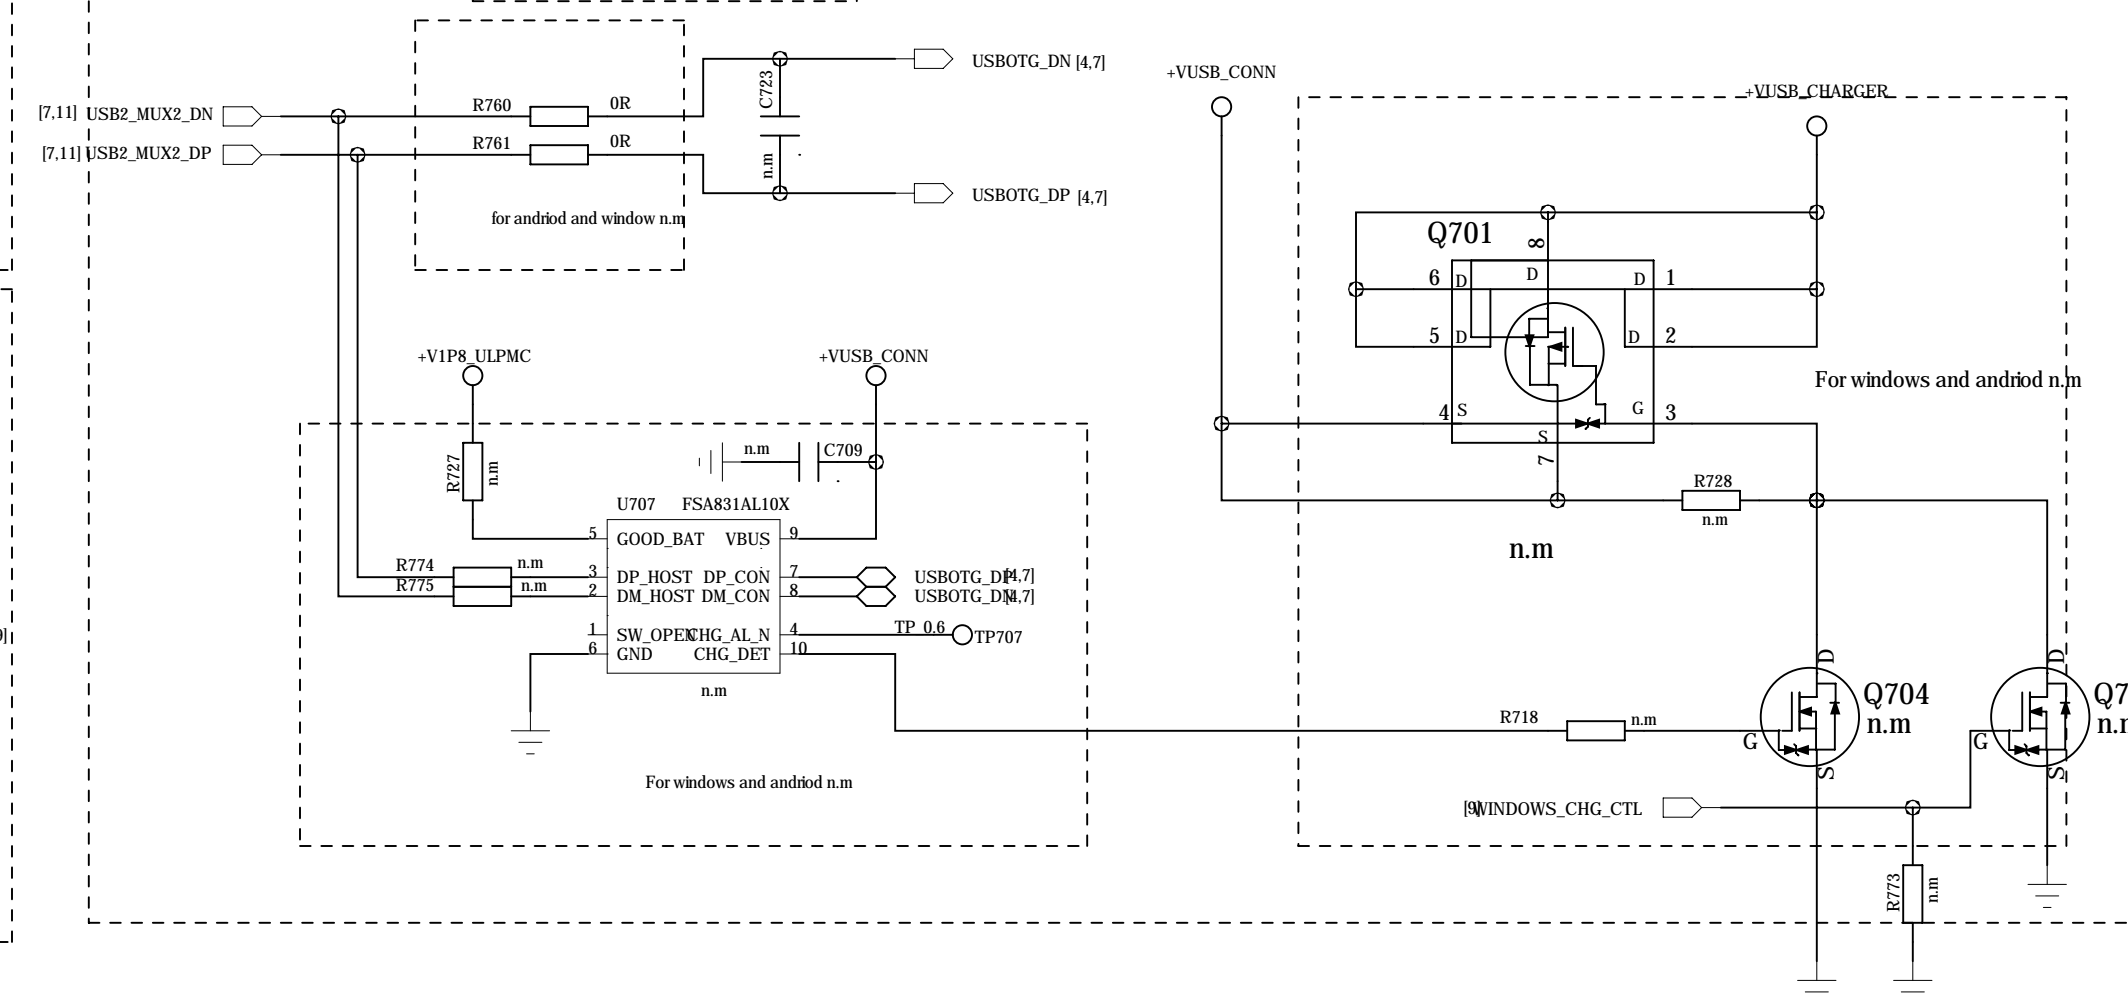 USBOTG_DN [4,7]
C723
n.m
[7,11] USB2_MUX2_DN
R760 0R
[7,11] USB2_MUX2_DP
R761 0R
USBOTG_DP [4,7]
for andriod and window n.m
+V1P8_ULPMC
+VUSB_CONN
R727
n.m
n.m C709
U707 FSA831AL10X
5 GOOD_BAT VBUS 9
R774 n.m
3 DP_HOST DP_CON 7
USBOTG_DP [4,7]
R775 n.m
2 DM_HOST DM_CON 8
USBOTG_DN [4,7]
1 SW_OPEN CHG_AL_N 4
TP_0.6 TP707
6 GND CHG_DET 10
n.m
For windows and andriod n.m
+VUSB_CONN
+VUSB_CHARGER
Q701
8
6 D D D 1
5 D D 2
4 S G 3
S
7
For windows and andriod n.m
R728
n.m
n.m
D
D
Q704
n.m
R718 n.m
G
G
S
S
[9] WINDOWS_CHG_CTL
R773
n.m